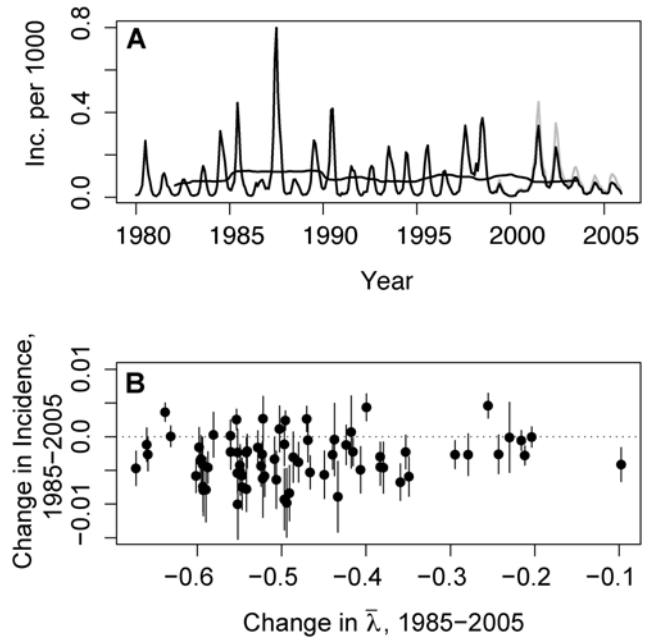 A
Inc. per 1000
0.8
0.4
0.0
1980 1985 1990 1995 2000 2005
Year
B
Change in Incidence,
1985−2005
0.01
0.0
−0.01
−0.6 −0.5 −0.4 −0.3 −0.2 −0.1
Change in λ̄, 1985−2005